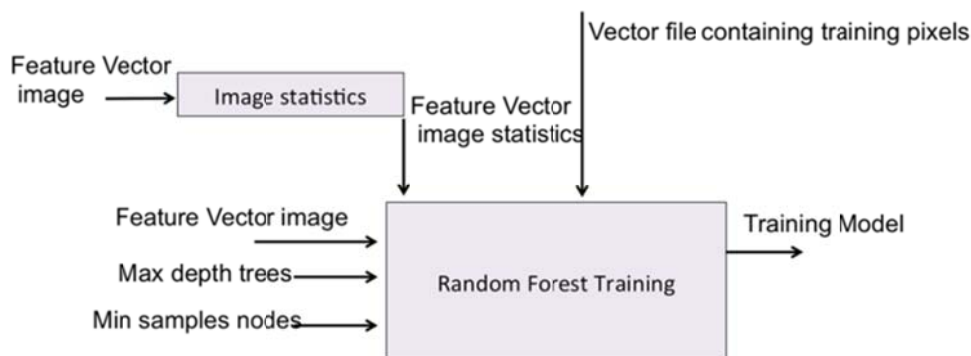 Vector file containing training pixels
Feature Vector
image
Image statistics
Feature Vector
image statistics
Feature Vector image
Max depth trees
Min samples nodes
Random Forest Training
Training Model